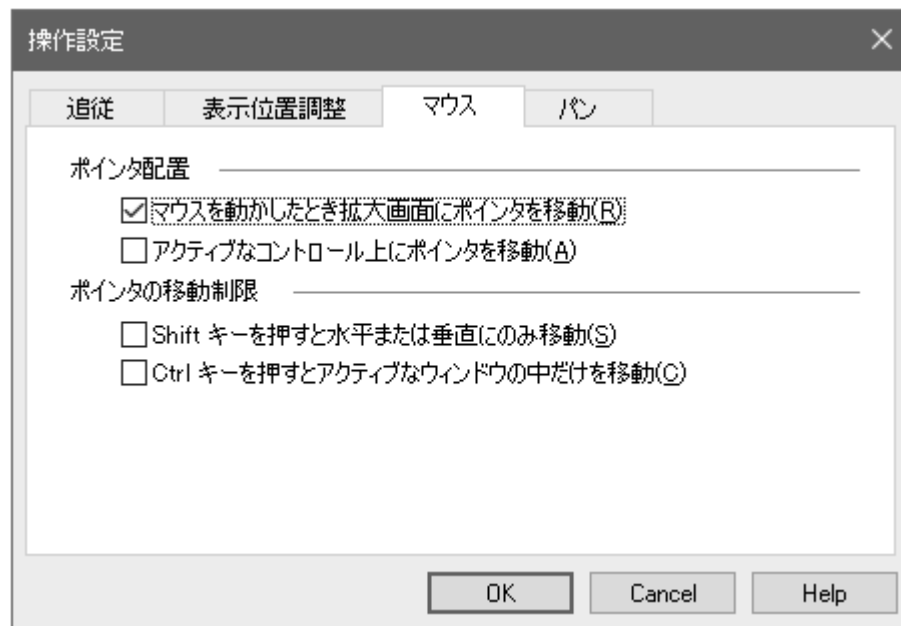 操作設定
追従 表示位置調整 マウス パン
ポインタ配置
マウスを動かしたとき拡大画面にポインタを移動(R)
アクティブなコントロール上にポインタを移動(A)
ポインタの移動制限
Shift キーを押すと水平または垂直にのみ移動(S)
Ctrl キーを押すとアクティブなウィンドウの中だけを移動(C)
OK Cancel Help